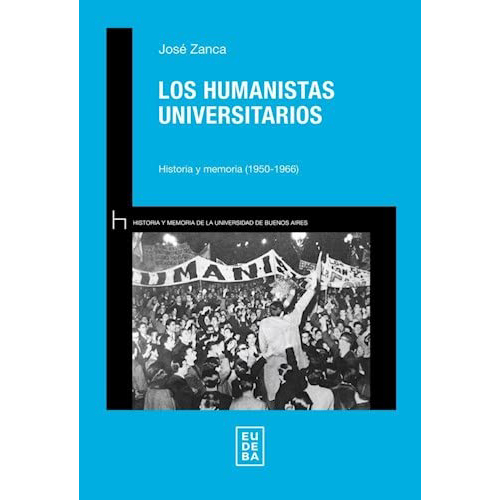 José Zanca
LOS HUMANISTAS
UNIVERSITARIOS
Historia y memoria (1950-1966)
HISTORIA Y MEMORIA DE LA UNIVERSIDAD DE BUENOS AIRES
UMANIS
EU
DE
BA